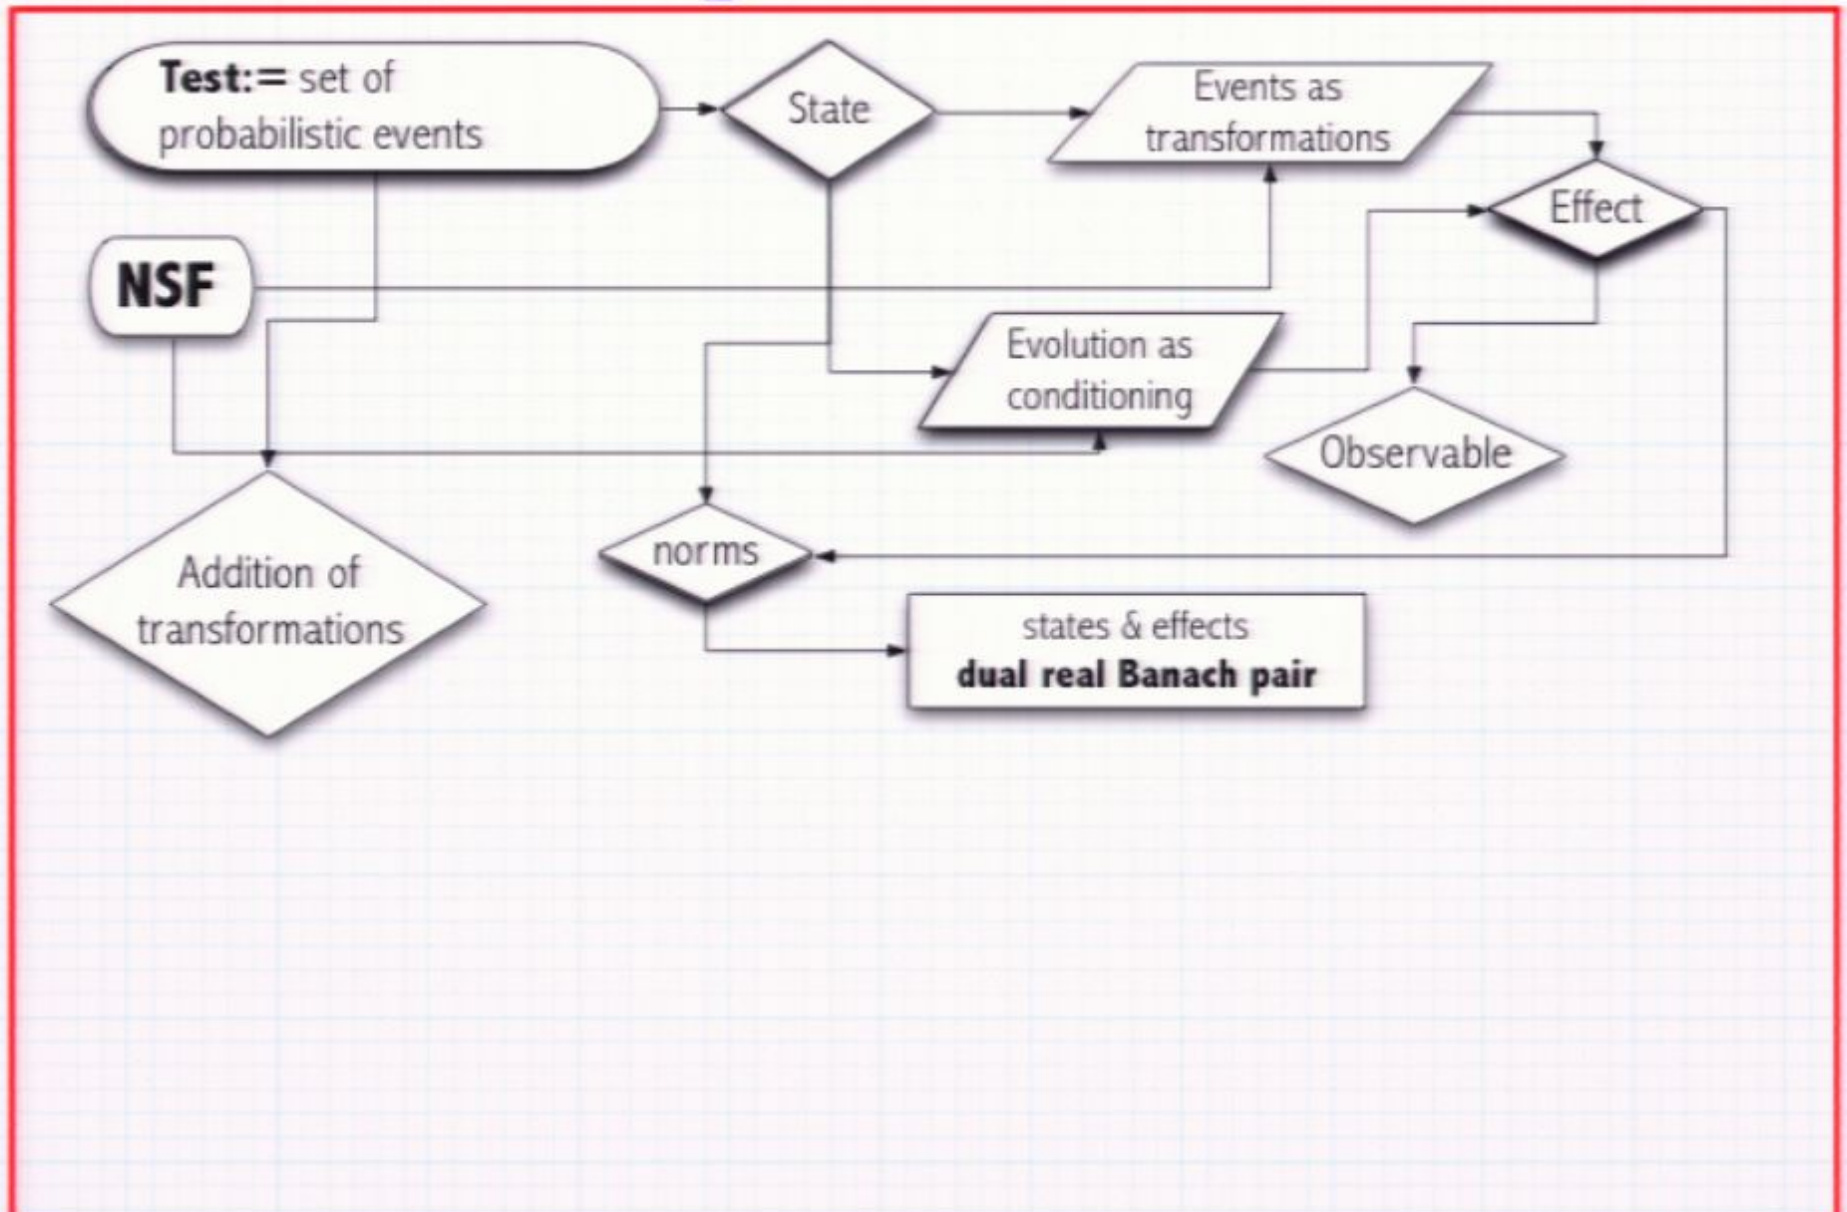 Test:= set of
probabilistic events
State
Events as
transformations
Effect
NSF
Evolution as
conditioning
Observable
norms
Addition of
transformations
states & effects
dual real Banach pair